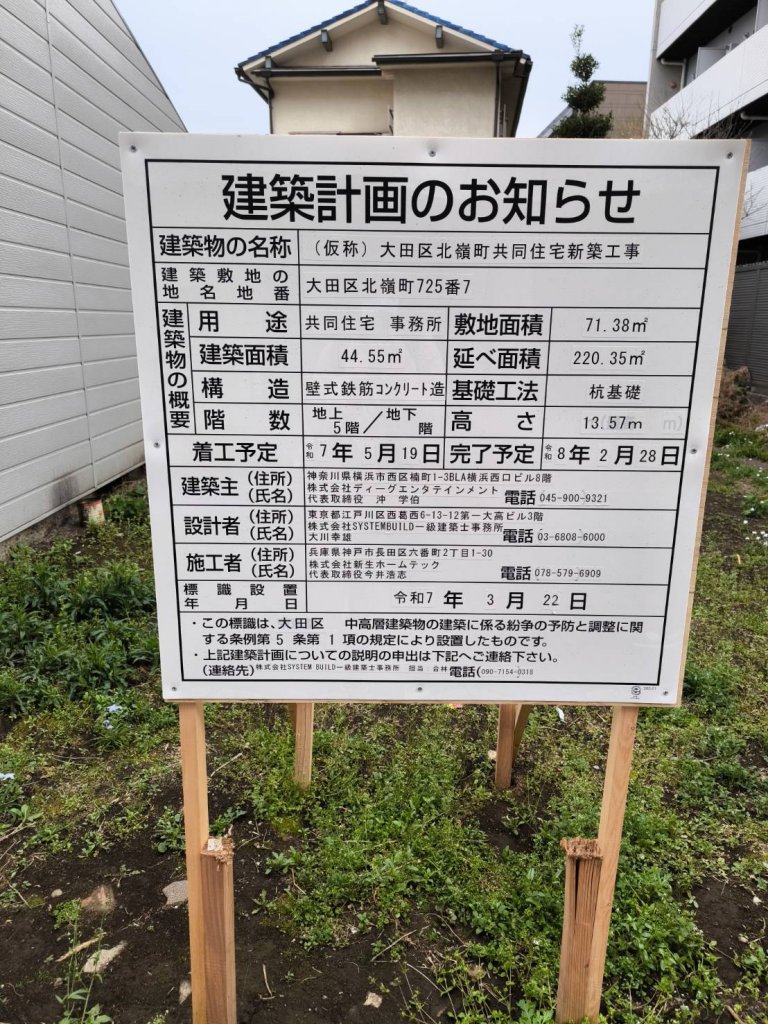 建築計画のお知らせ
建築物の名称 (仮称)大田区北嶺町共同住宅新築工事
建築敷地の地名地番 大田区北嶺町725番7
建築物の概要
用途 共同住宅 事務所 敷地面積 71.38㎡
建築面積 44.55㎡ 延べ面積 220.35㎡
構造 壁式鉄筋コンクリート造 基礎工法 杭基礎
階数 地上5階/地下 階 高さ 13.57m
着工予定 令和7年5月19日 完了予定 令和8年2月28日
建築主(住所)(氏名)
神奈川県横浜市西区楠町1-3BLA横浜西口ビル8階
株式会社ディーグエンタテインメント
代表取締役 沖 学伯 電話 045-900-9321
設計者(住所)(氏名)
東京都江戸川区西葛西6-13-12第一大高ビル3階
株式会社SYSTEMBUILD一級建築士事務所
大川幸雄 電話 03-6808-6000
施工者(住所)(氏名)
兵庫県神戸市長田区六番町2丁目1-30
株式会社新生ホームテック
代表取締役今井浩志 電話 078-579-6909
標識設置年月日 令和7年3月22日
・この標識は、大田区 中高層建築物の建築に係る紛争の予防と調整に関
する条例第5条第1項の規定により設置したものです。
・上記建築計画についての説明の申出は下記へご連絡下さい。
(連絡先)株式会社SYSTEM BUILD一級建築士事務所 担当 会林 電話(090-7154-0318